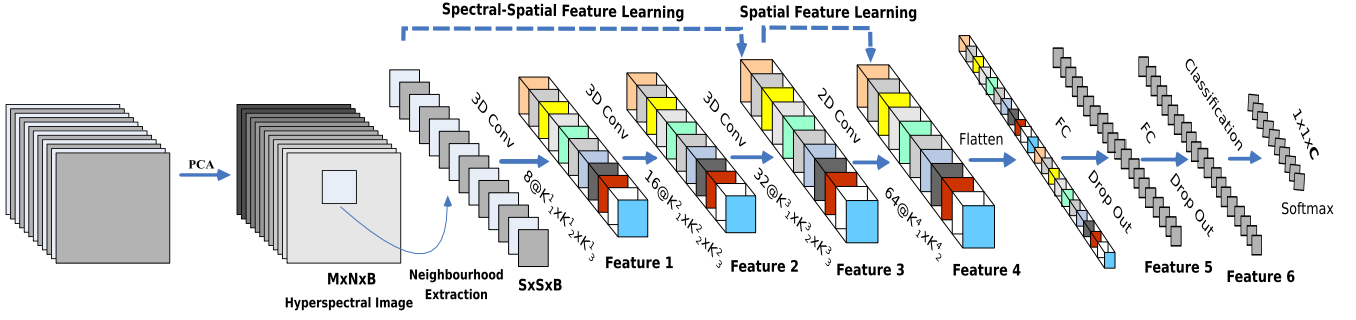 Spectral-Spatial Feature Learning
Spatial Feature Learning
PCA
MxNxB
Hyperspectral Image
Neighbourhood
Extraction
SxSxB
3D Conv
8@K¹₁xK¹₂xK¹₃
Feature 1
3D Conv
16@K²₁xK²₂xK²₃
Feature 2
3D Conv
32@K³₁xK³₂xK³₃
Feature 3
2D Conv
64@K⁴₁xK⁴₂
Feature 4
Flatten
FC
Drop Out
Feature 5
FC
Drop Out
Feature 6
Classification
1x1xC
Softmax